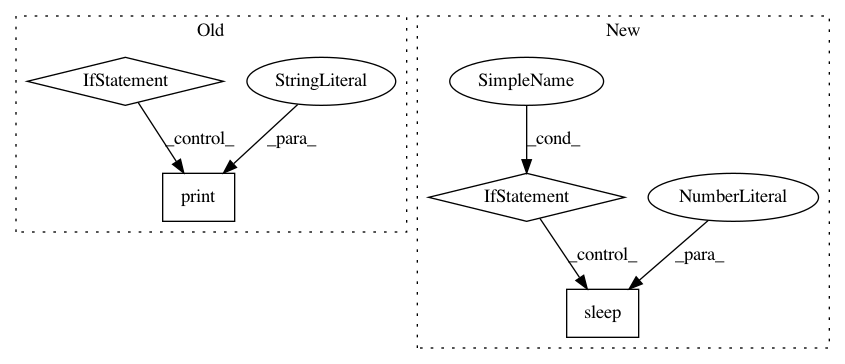 Old
New
IfStatement
StringLiteral
SimpleName
_control_
_para_
_cond_
print
IfStatement
NumberLiteral
_control_
_para_
sleep